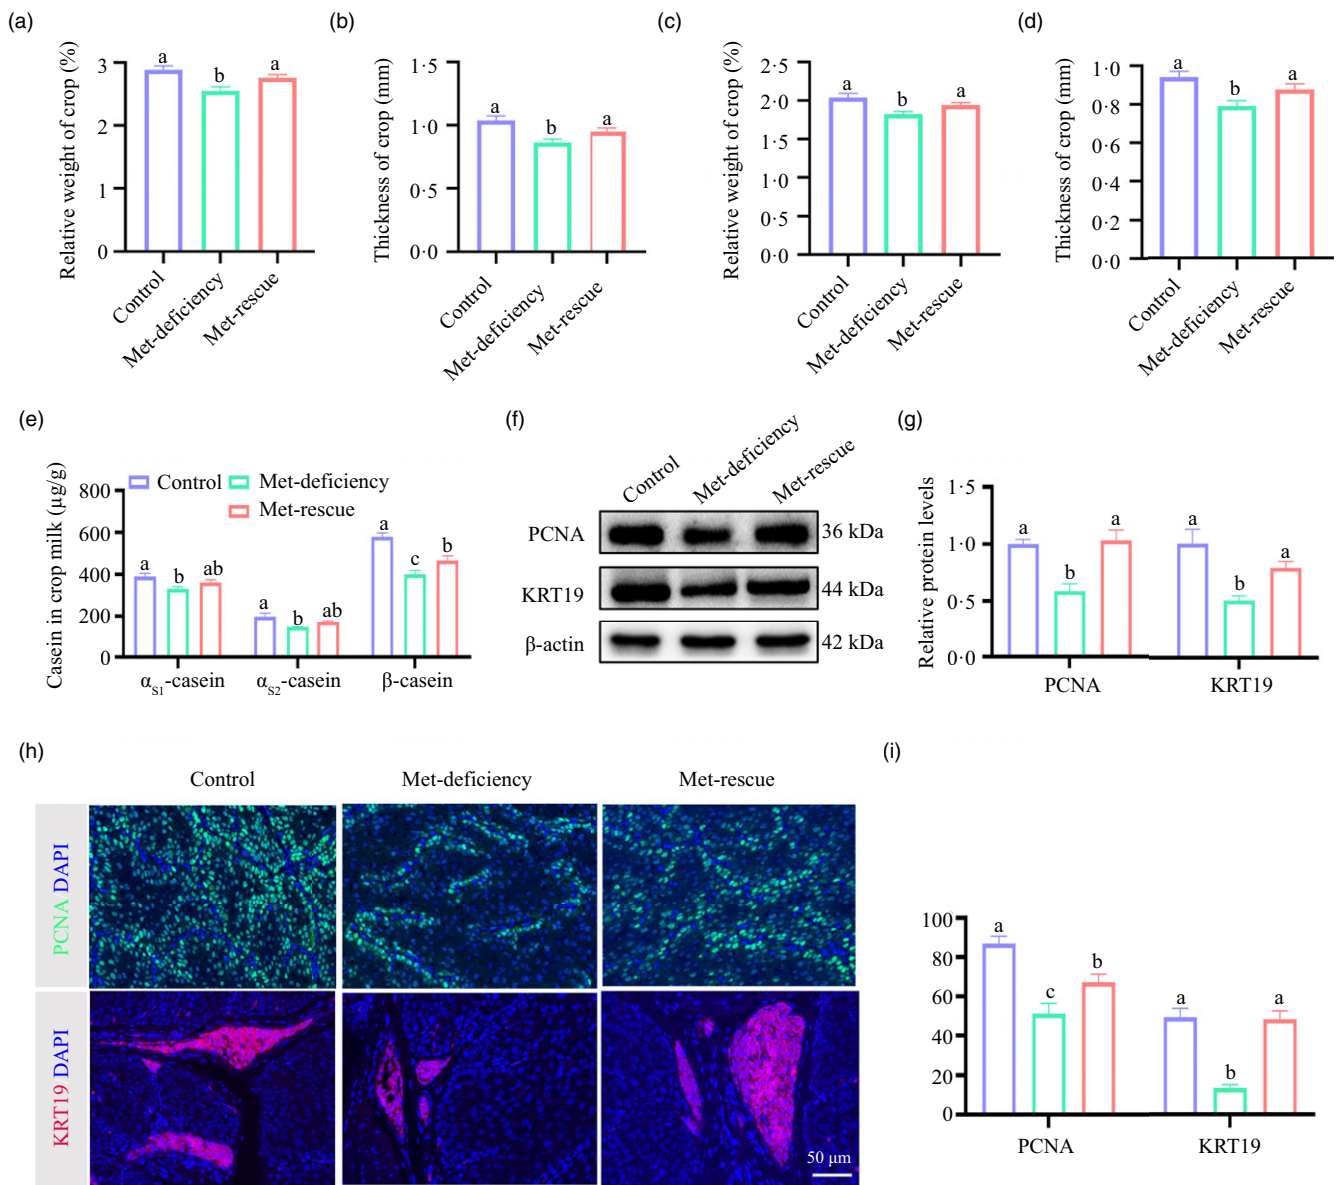 (a)
Relative weight of crop (%)
3
2
1
0
a
b
a
Control
Met-deficiency
Met-rescue
(b)
Thickness of crop (mm)
1·5
1·0
0·5
0·0
a
b
a
Control
Met-deficiency
Met-rescue
(c)
Relative weight of crop (%)
2·5
2·0
1·5
1·0
0·5
0·0
a
b
a
Control
Met-deficiency
Met-rescue
(d)
Thickness of crop (mm)
1·0
0·8
0·6
0·4
0·2
0·0
a
b
a
Control
Met-deficiency
Met-rescue
(e)
Casein in crop milk (µg/g)
800
600
400
200
0
Control
Met-deficiency
Met-rescue
a
b
ab
a
b
ab
a
c
b
αS1-casein
αS2-casein
β-casein
(f)
Control
Met-deficiency
Met-rescue
PCNA
36 kDa
KRT19
44 kDa
β-actin
42 kDa
(g)
Relative protein levels
1·5
1·0
0·5
0·0
a
b
a
a
b
a
PCNA
KRT19
(h)
Control
Met-deficiency
Met-rescue
PCNA DAPI
KRT19 DAPI
50 µm
(i)
100
80
60
40
20
0
a
c
b
a
b
a
PCNA
KRT19